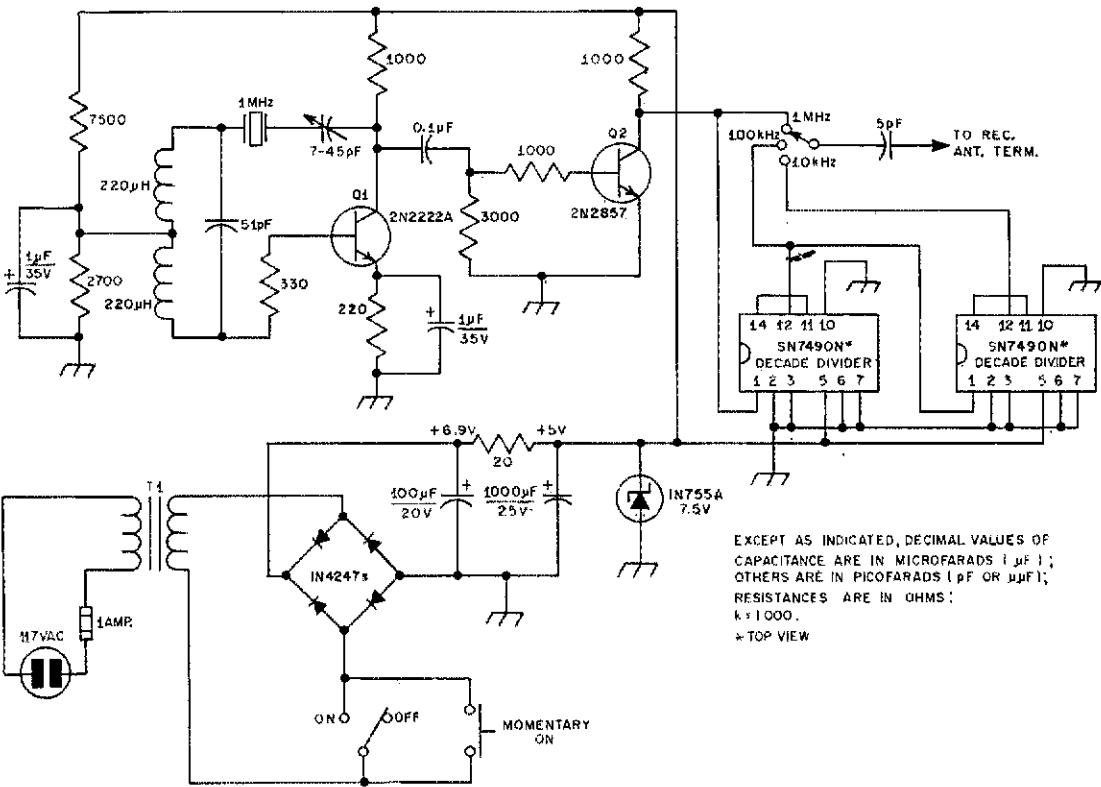 1000
1000
7500
1MHz
7-45pF
0.1µF
Q2
1MHz
100kHz
10kHz
5pF
TO REC.
ANT. TERM.
1000
2N2857
220µH
51pF
Q1
2N2222A
3000
+
1µF
35V
2700
220µH
330
220
+
1µF
35V
14 12 11 10
SN7490N*
DECADE DIVIDER
1 2 3 5 6 7
14 12 11 10
SN7490N*
DECADE DIVIDER
1 2 3 5 6 7
+6.9V
+5V
20
T1
100µF
20V
+
1000µF
25V
+
IN755A
7.5V
IN4247s
117VAC
1AMP.
ON
OFF
MOMENTARY
ON
EXCEPT AS INDICATED, DECIMAL VALUES OF
CAPACITANCE ARE IN MICROFARADS (µF);
OTHERS ARE IN PICOFARADS (pF OR µµF);
RESISTANCES ARE IN OHMS;
k=1000.
*TOP VIEW